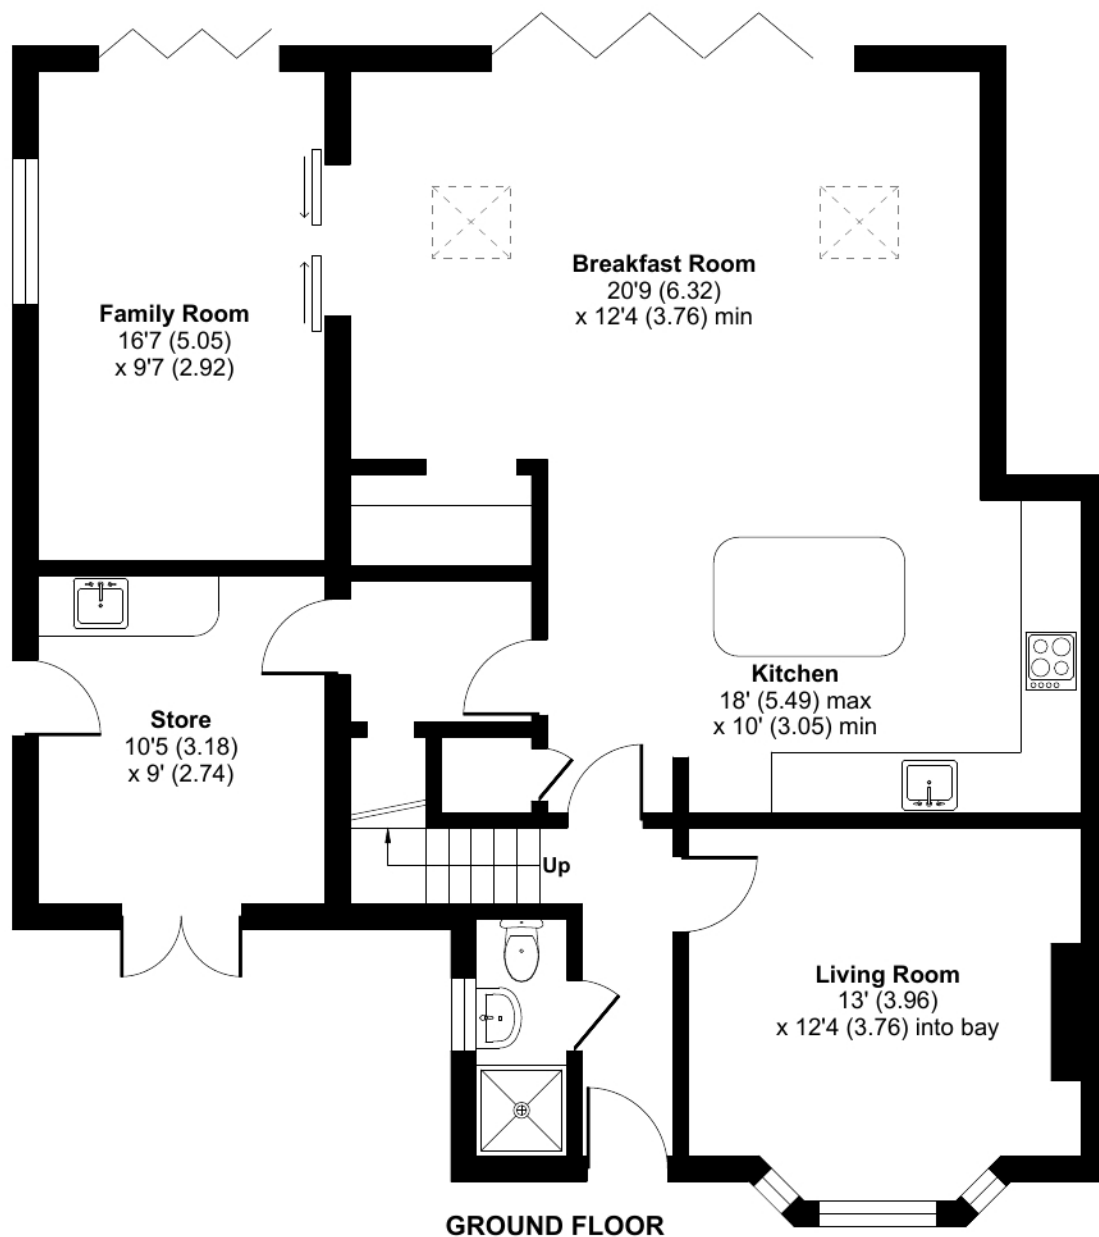 Breakfast Room
20'9 (6.32)
x 12'4 (3.76) min
Family Room
16'7 (5.05)
x 9'7 (2.92)
Kitchen
18' (5.49) max
x 10' (3.05) min
Store
10'5 (3.18)
x 9' (2.74)
Up
Living Room
13' (3.96)
x 12'4 (3.76) into bay
GROUND FLOOR